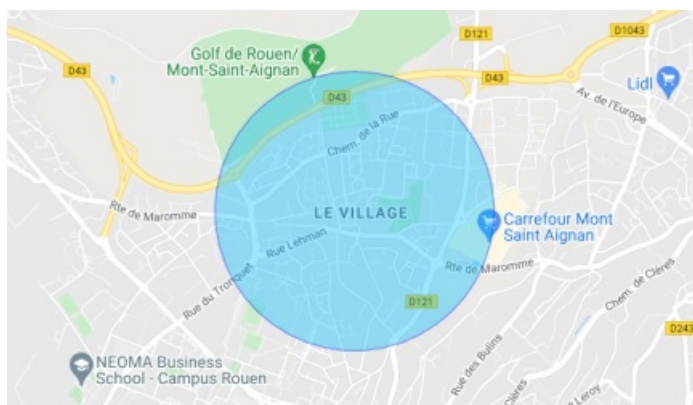 D121
D1043
Golf de Rouen/
Mont-Saint-Aignan
D43
D43
Lidl
D43
Av. de l'Europe
Chem. de la Rue
Rte de Maromme
LE VILLAGE
Carrefour Mont
Saint Aignan
Rue Lehman
Rte de Maromme
Rue du Tronquet
Chem. de Clères
D121
D243
Rue des Bulins
NEOMA Business
School - Campus Rouen
Clères
Leroy